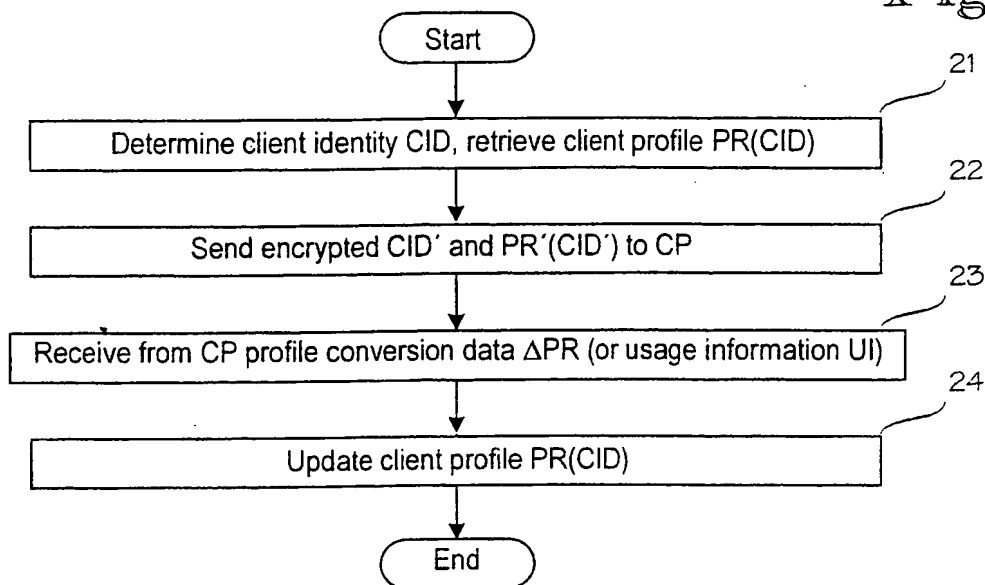 Start
21
Determine client identity CID, retrieve client profile PR(CID)
22
Send encrypted CID´ and PR´(CID´) to CP
23
Receive from CP profile conversion data ΔPR (or usage information UI)
24
Update client profile PR(CID)
End